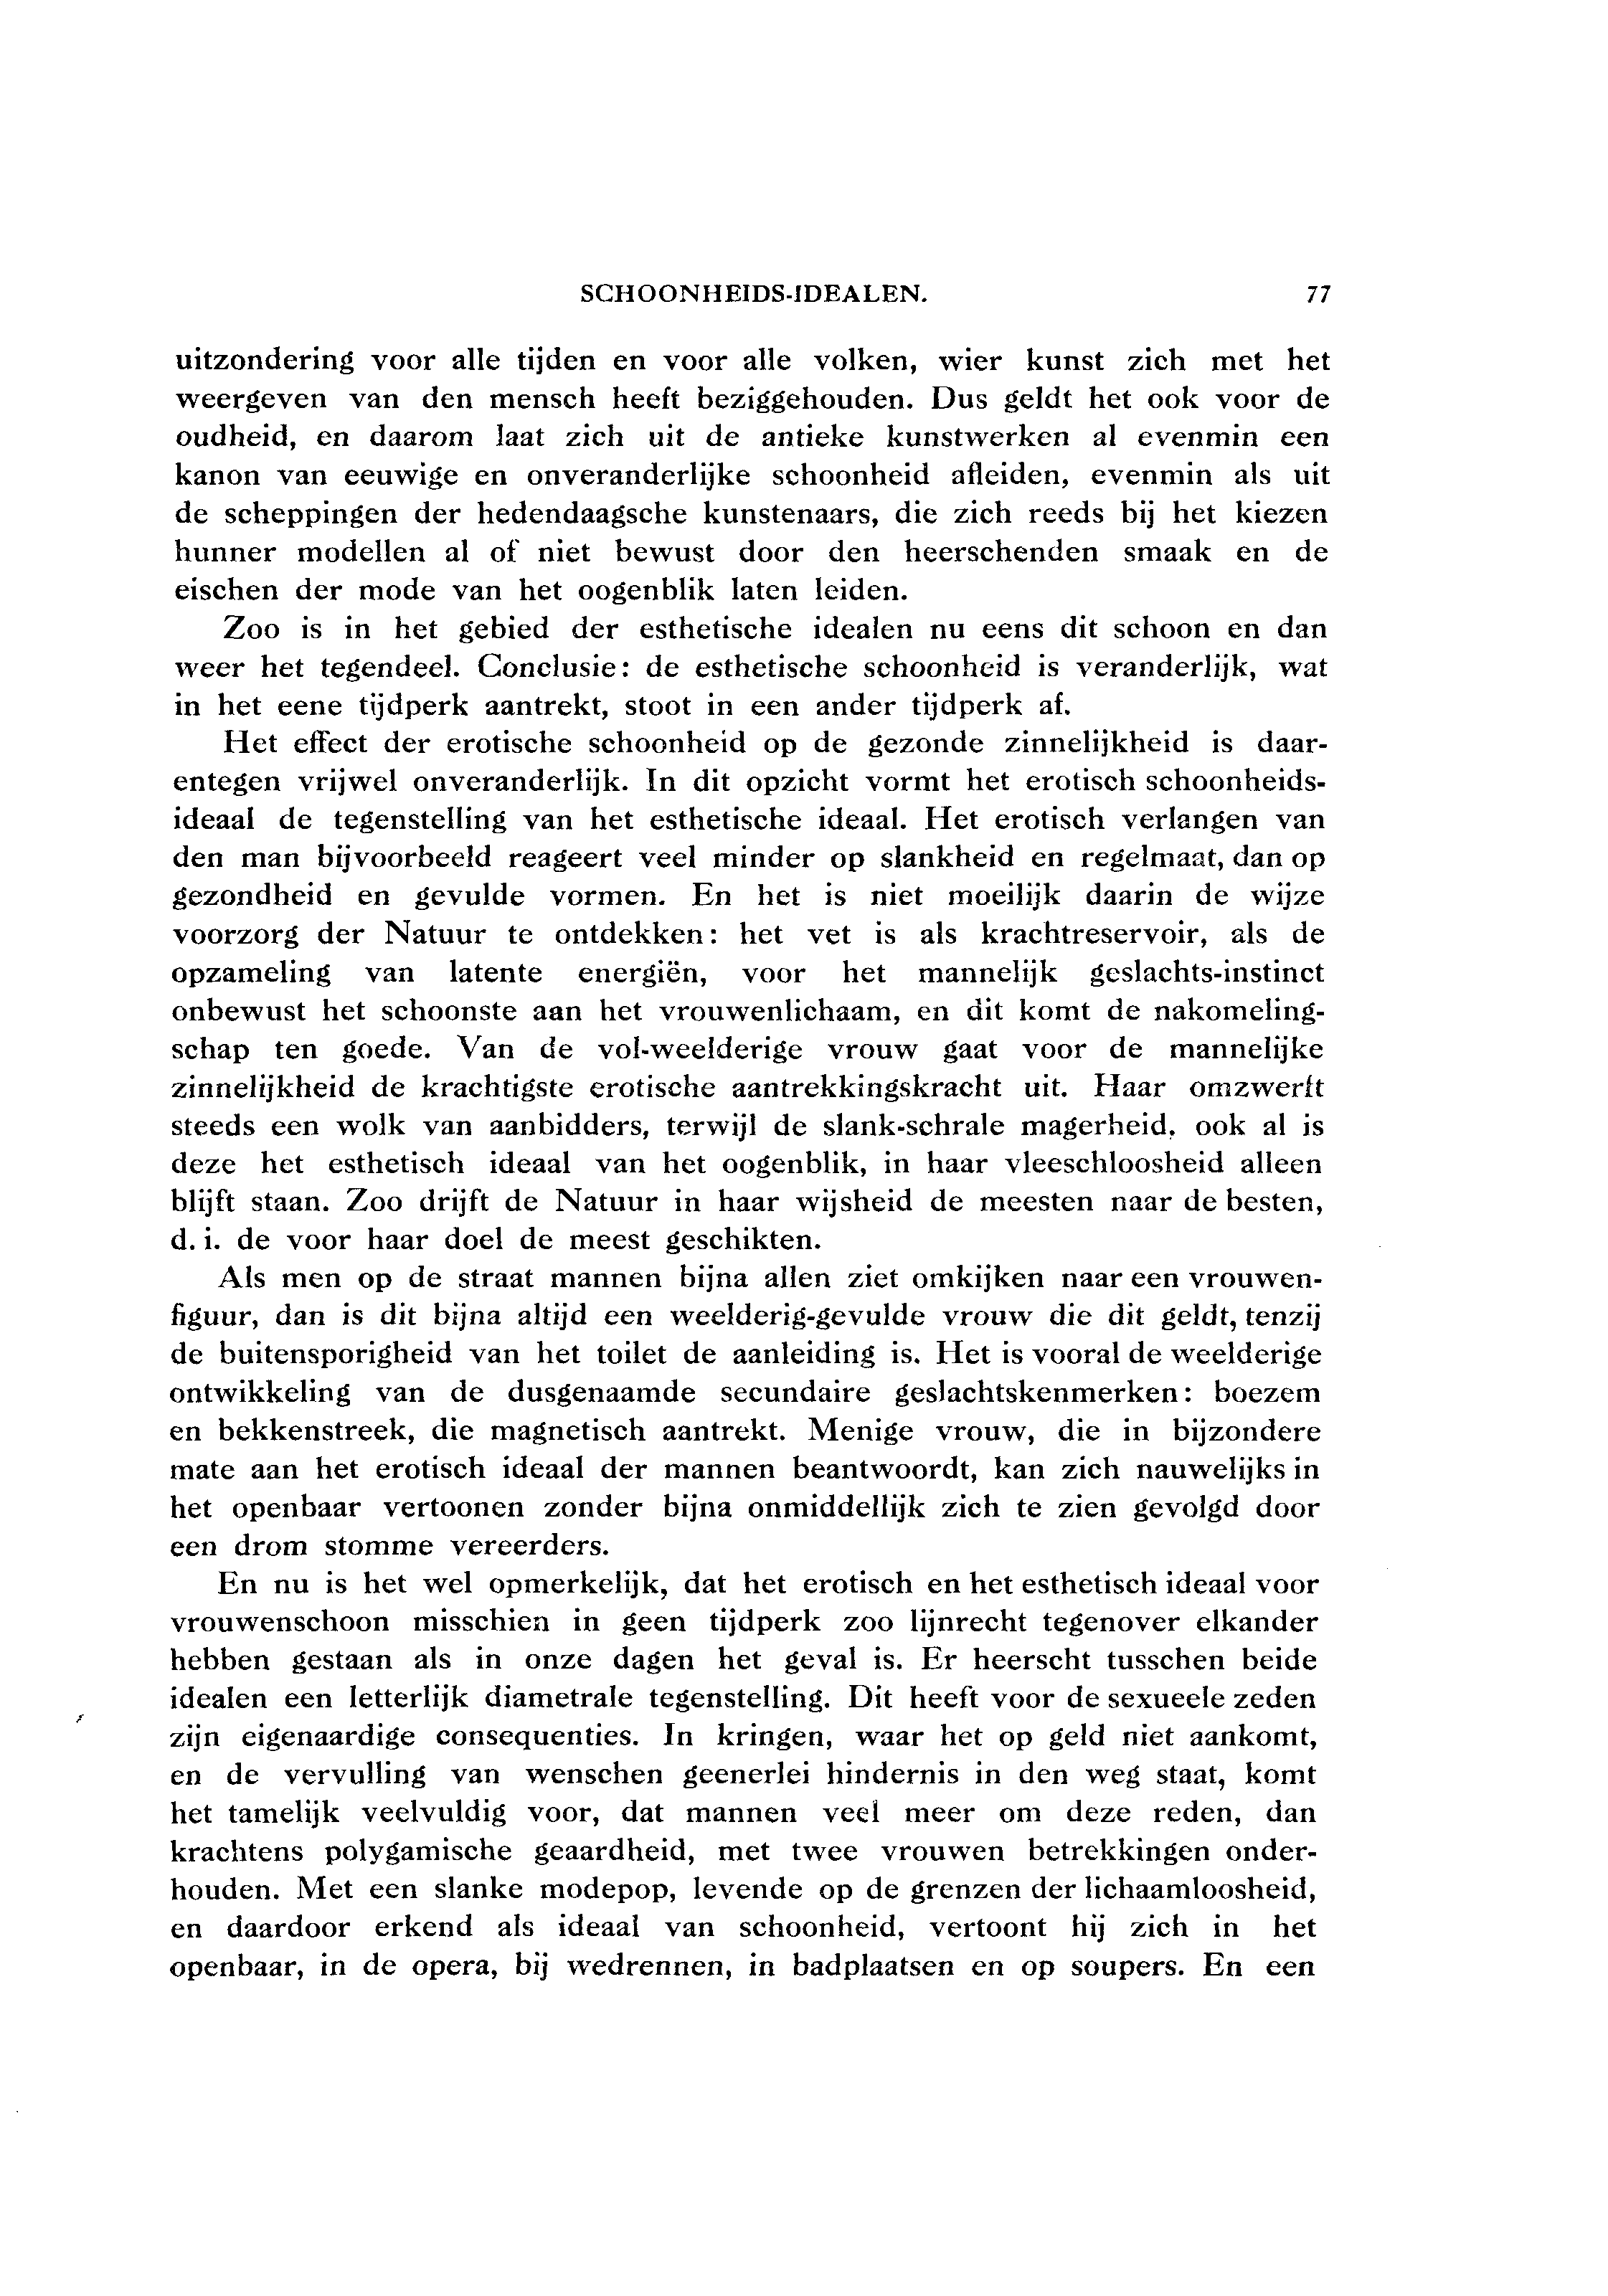 SCHOONHEIDS-IDEALEN. 77
uitzondering voor alle tijden en voor alle volken, wier kunst zich met het
weergeven van den mensch heeft beziggehouden. Dus geldt het ook voor de
oudheid, en daarom laat zich uit de antieke kunstwerken al evenmin een
kanon van eeuwige en onveranderlijke schoonheid afleiden, evenmin als uit
de scheppingen der hedendaagsche kunstenaars, die zich reeds bij het kiezen
hunner modellen al of niet bewust door den heerschenden smaak en de
eischen der mode van het oogenblik laten leiden.
Zoo is in het gebied der esthetische idealen nu eens dit schoon en dan
weer het tegendeel. Conclusie: de esthetische schoonheid is veranderlijk, wat
in het eene tijdperk aantrekt, stoot in een ander tijdperk af.
Het effect der erotische schoonheid op de gezonde zinnelijkheid is daar-
entegen vrijwel onveranderlijk. In dit opzicht vormt het erotisch schoonheids-
ideaal de tegenstelling van het esthetische ideaal. Het erotisch verlangen van
den man bijvoorbeeld reageert veel minder op slankheid en regelmaat, dan op
gezondheid en gevulde vormen. En het is niet moeilijk daarin de wijze
voorzorg der Natuur te ontdekken: het vet is als krachtreservoir, als de
opzameling van latente energiën, voor het mannelijk geslachts-instinct
onbewust het schoonste aan het vrouwenlichaam, en dit komt de nakomeling-
schap ten goede. Van de vol-weelderige vrouw gaat voor de mannelijke
zinnelijkheid de krachtigste erotische aantrekkingskracht uit. Haar omzwerft
steeds een wolk van aanbidders, terwijl de slank-schrale magerheid, ook al is
deze het esthetisch ideaal van het oogenblik, in haar vleeschloosheid alleen
blijft staan. Zoo drijft de Natuur in haar wijsheid de meesten naar de besten,
d. i. de voor haar doel de meest geschikten.
Als men op de straat mannen bijna allen ziet omkijken naar een vrouwen-
figuur, dan is dit bijna altijd een weelderig-gevulde vrouw die dit geldt, tenzij
de buitensporigheid van het toilet de aanleiding is. Het is vooral de weelderige
ontwikkeling van de dusgenaamde secundaire geslachtskenmerken: boezem
en bekkenstreek, die magnetisch aantrekt. Menige vrouw, die in bijzondere
mate aan het erotisch ideaal der mannen beantwoordt, kan zich nauwelijks in
het openbaar vertoonen zonder bijna onmiddellijk zich te zien gevolgd door
een drom stomme vereerders.
En nu is het wel opmerkelijk, dat het erotisch en het esthetisch ideaal voor
vrouwenschoon misschien in geen tijdperk zoo lijnrecht tegenover elkander
hebben gestaan als in onze dagen het geval is. Er heerscht tusschen beide
idealen een letterlijk diametrale tegenstelling. Dit heeft voor de sexueele zeden
zijn eigenaardige consequenties. In kringen, waar het op geld niet aankomt,
en de vervulling van wenschen geenerlei hindernis in den weg staat, komt
het tamelijk veelvuldig voor, dat mannen veel meer om deze reden, dan
krachtens polygamische geaardheid, met twee vrouwen betrekkingen onder-
houden. Met een slanke modepop, levende op de grenzen der lichaamloosheid,
en daardoor erkend als ideaal van schoonheid, vertoont hij zich in het
openbaar, in de opera, bij wedrennen, in badplaatsen en op soupers. En een